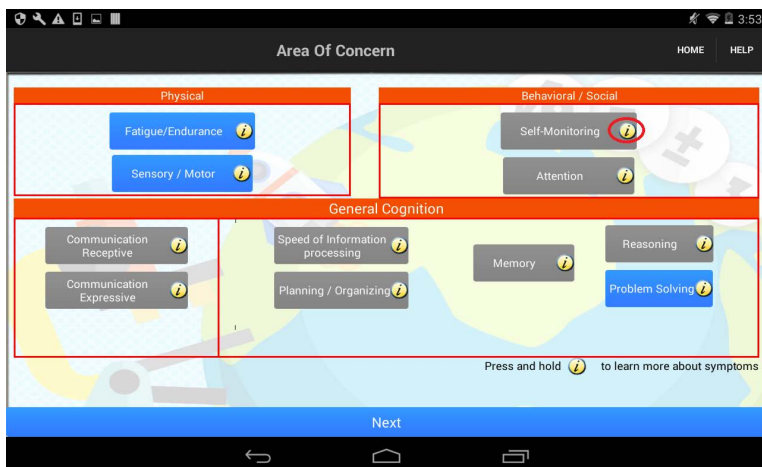 3:53
Area Of Concern
HOME
HELP
Physical
Behavioral / Social
Fatigue/Endurance i
Self-Monitoring i
Sensory / Motor i
Attention i
General Cognition
Communication
Receptive i
Speed of Information
processing i
Memory i
Reasoning i
Communication
Expressive i
Planning / Organizing i
Problem Solving i
Press and hold i to learn more about symptoms
Next